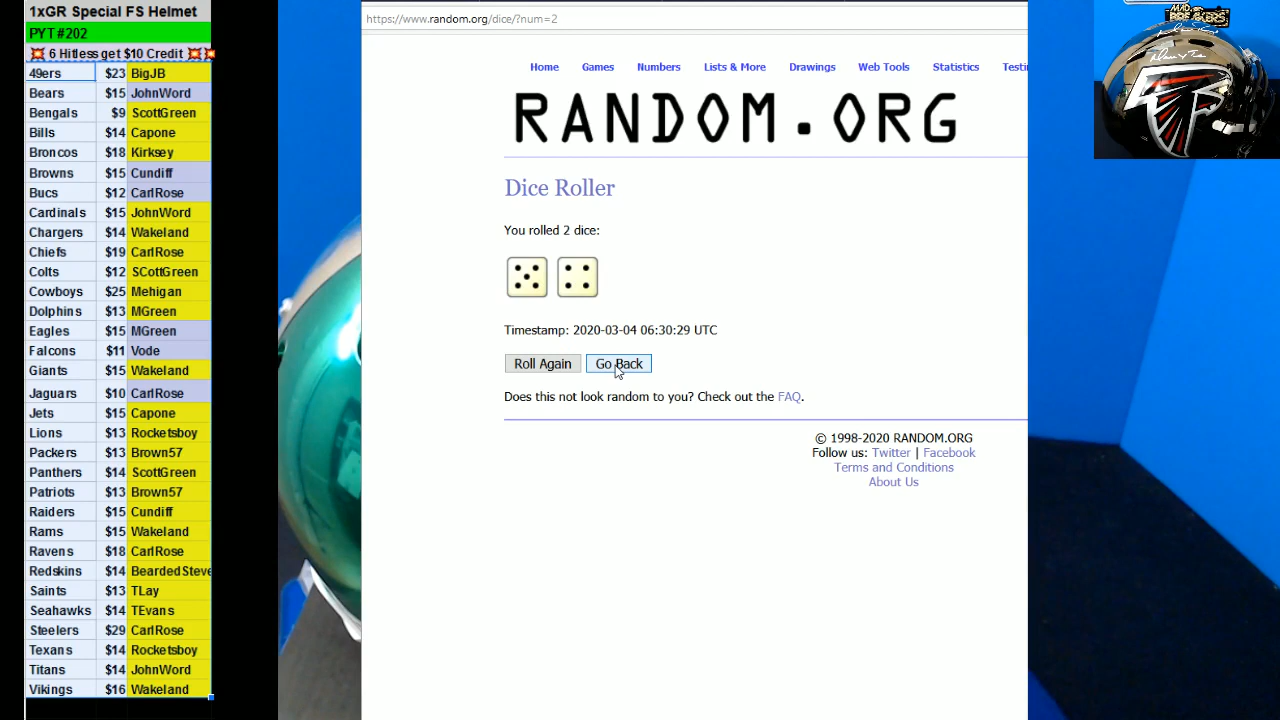 1xGR Special FS Helmet
PYT #202
💥 6 Hitless get $10 Credit 💥💥
49ers $23 BigJB
Bears $15 JohnWord
Bengals $9 ScottGreen
Bills $14 Capone
Broncos $18 Kirksey
Browns $15 Cundiff
Bucs $12 CarlRose
Cardinals $15 JohnWord
Chargers $14 Wakeland
Chiefs $19 CarlRose
Colts $12 SCottGreen
Cowboys $25 Mehigan
Dolphins $13 MGreen
Eagles $15 MGreen
Falcons $11 Vode
Giants $15 Wakeland
Jaguars $10 CarlRose
Jets $15 Capone
Lions $13 Rocketsboy
Packers $13 Brown57
Panthers $14 ScottGreen
Patriots $13 Brown57
Raiders $15 Cundiff
Rams $15 Wakeland
Ravens $18 CarlRose
Redskins $14 BeardedSteve
Saints $13 TLay
Seahawks $14 TEvans
Steelers $29 CarlRose
Texans $14 Rocketsboy
Titans $14 JohnWord
Vikings $16 Wakeland
https://www.random.org/dice/?num=2
Home Games Numbers Lists & More Drawings Web Tools Statistics Testi
RANDOM.ORG
Dice Roller
You rolled 2 dice:
Timestamp: 2020-03-04 06:30:29 UTC
Roll Again Go Back
Does this not look random to you? Check out the FAQ.
© 1998-2020 RANDOM.ORG
Follow us: Twitter | Facebook
Terms and Conditions
About Us
MAD
BREAKERS